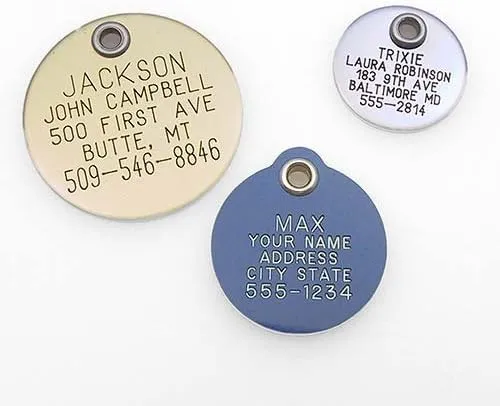 JACKSON
JOHN CAMPBELL
500 FIRST AVE
BUTTE, MT
509-546-8846
TRIXIE
LAURA ROBINSON
183 9TH AVE
BALTIMORE MD
555-2814
MAX
YOUR NAME
ADDRESS
CITY STATE
555-1234